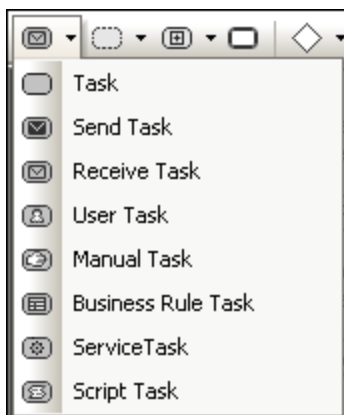 Task
Send Task
Receive Task
User Task
Manual Task
Business Rule Task
ServiceTask
Script Task